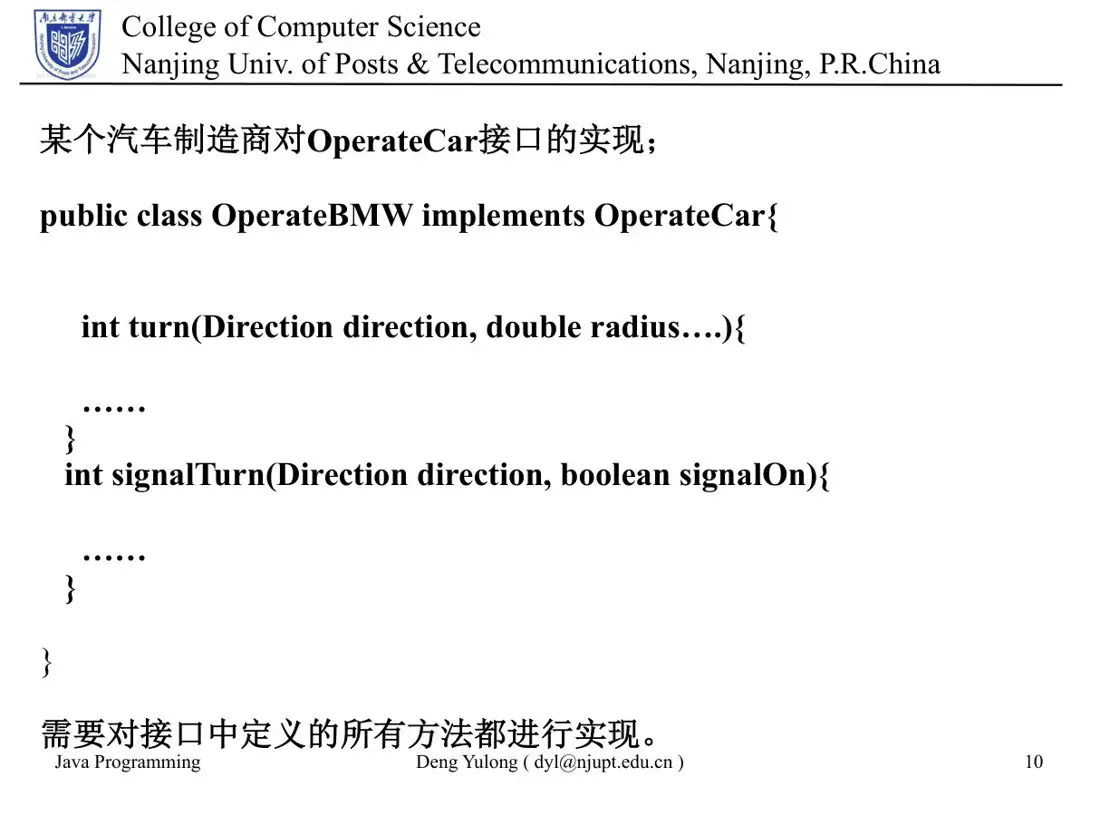 College of Computer Science
Nanjing Univ. of Posts & Telecommunications, Nanjing, P.R.China
某个汽车制造商对OperateCar接口的实现;
public class OperateBMW implements OperateCar{
int turn(Direction direction, double radius….){
……
}
int signalTurn(Direction direction, boolean signalOn){
……
}
}
需要对接口中定义的所有方法都进行实现。
Java Programming
Deng Yulong ( dyl@njupt.edu.cn )
10